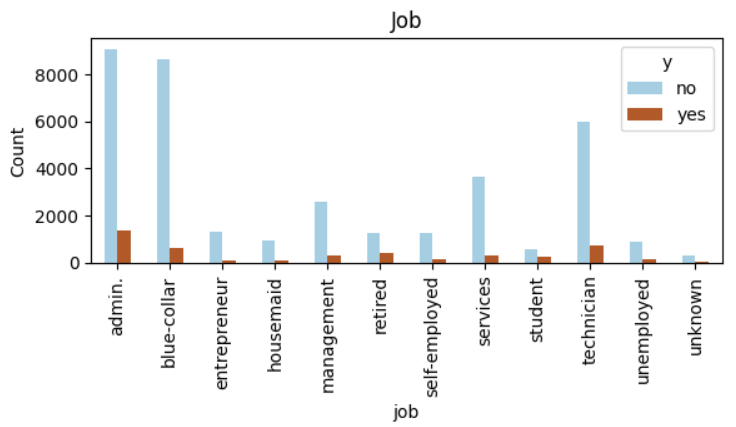 Job
y
no
yes
Count
8000
6000
4000
2000
0
admin.
blue-collar
entrepreneur
housemaid
management
retired
self-employed
services
student
technician
unemployed
unknown
job